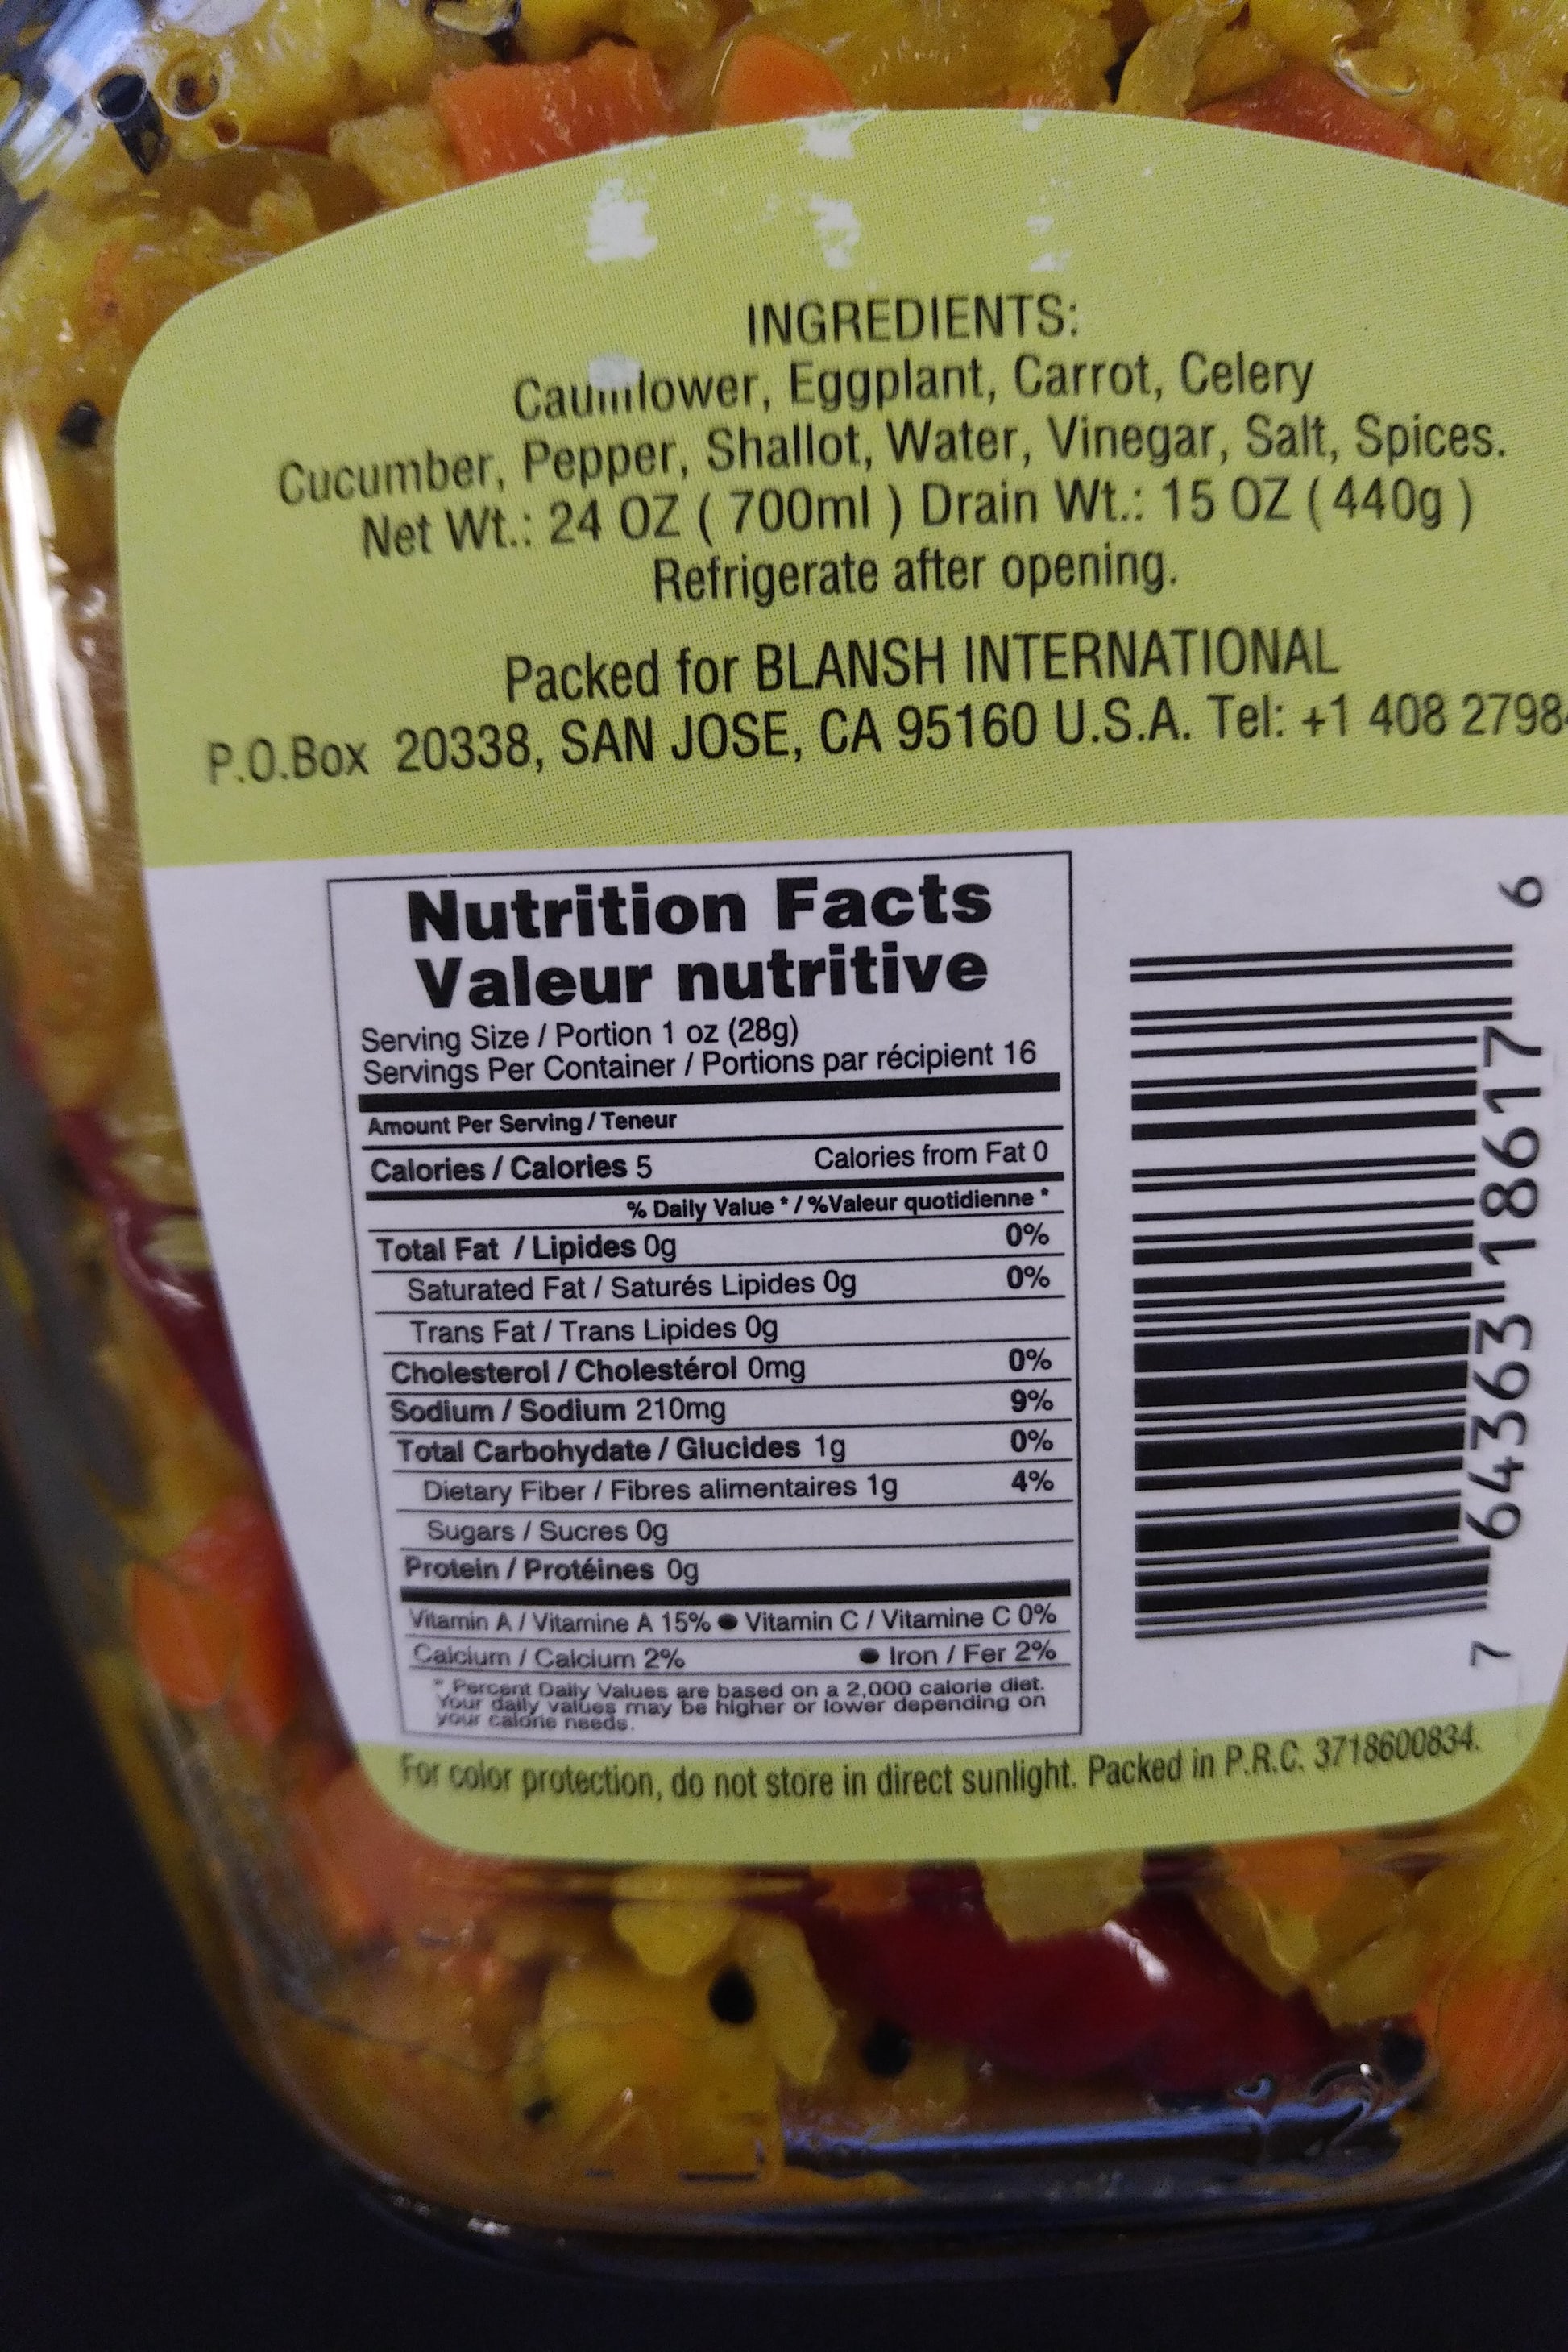 INGREDIENTS:
Cauliflower, Eggplant, Carrot, Celery
Cucumber, Pepper, Shallot, Water, Vinegar, Salt, Spices.
Net Wt.: 24 OZ ( 700ml ) Drain Wt.: 15 OZ ( 440g )
Refrigerate after opening.
Packed for BLANSH INTERNATIONAL
P.O.Box 20338, SAN JOSE, CA 95160 U.S.A. Tel: +1 408 2798
Nutrition Facts
Valeur nutritive
Serving Size / Portion 1 oz (28g)
Servings Per Container / Portions par récipient 16
Amount Per Serving / Teneur
Calories / Calories 5 Calories from Fat 0
% Daily Value * / %Valeur quotidienne *
Total Fat / Lipides 0g 0%
Saturated Fat / Saturés Lipides 0g 0%
Trans Fat / Trans Lipides 0g
Cholesterol / Cholestérol 0mg 0%
Sodium / Sodium 210mg 9%
Total Carbohydate / Glucides 1g 0%
Dietary Fiber / Fibres alimentaires 1g 4%
Sugars / Sucres 0g
Protein / Protéines 0g
Vitamin A / Vitamine A 15% ● Vitamin C / Vitamine C 0%
Calcium / Calcium 2% ● Iron / Fer 2%
* Percent Daily Values are based on a 2,000 calorie diet.
Your daily values may be higher or lower depending on
your calorie needs.
7 64363 18617 6
For color protection, do not store in direct sunlight. Packed in P.R.C. 3718600834.